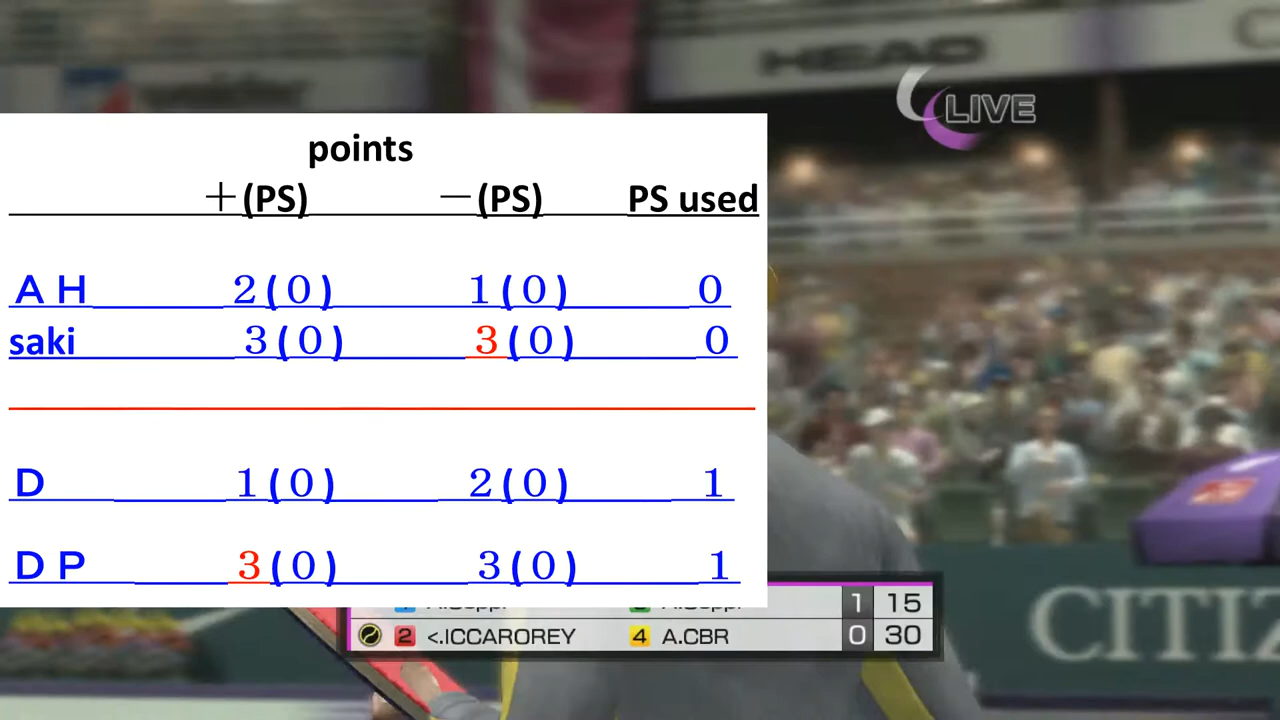 HEAD
LIVE
points
＋(PS) －(PS) PS used
A H 2(0) 1(0) 0
saki 3(0) 3(0) 0
D 1(0) 2(0) 1
D P 3(0) 3(0) 1
1 15
2 <.ICCAROREY 4 A.CBR 0 30
CITIZ